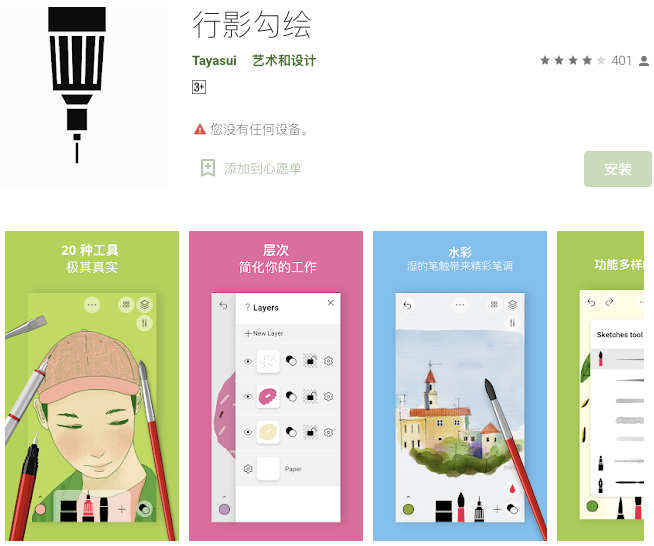 行影勾绘
Tayasui 艺术和设计
401
3+
您没有任何设备。
添加到心愿单
安装
20 种工具
极其真实
层次
简化你的工作
? Layers
New Layer
Paper
水彩
湿的笔触带来精彩笔调
功能多样
Sketches tool